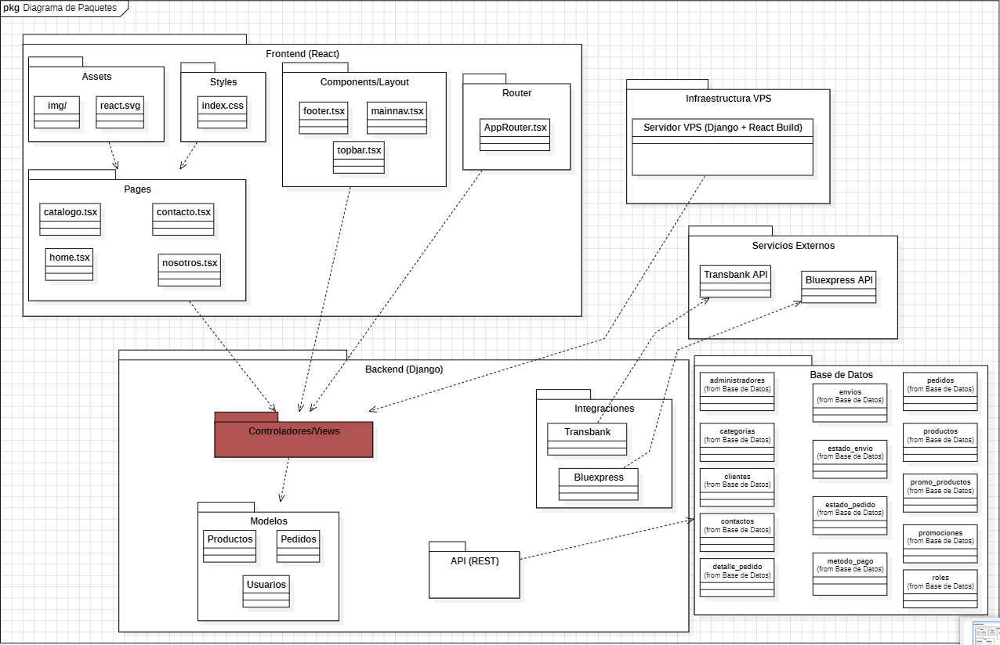 pkg Diagrama de Paquetes
Frontend (React)
Assets
img/
react.svg
Styles
index.css
Components/Layout
footer.tsx
mainnav.tsx
topbar.tsx
Router
AppRouter.tsx
Pages
catalogo.tsx
contacto.tsx
home.tsx
nosotros.tsx
Infraestructura VPS
Servidor VPS (Django + React Build)
Servicios Externos
Transbank API
Bluexpress API
Backend (Django)
Controladores/Views
Modelos
Productos
Pedidos
Usuarios
Integraciones
Transbank
Bluexpress
API (REST)
Base de Datos
administradores
(from Base de Datos)
categorias
(from Base de Datos)
clientes
(from Base de Datos)
contactos
(from Base de Datos)
detalle_pedido
(from Base de Datos)
envios
(from Base de Datos)
estado_envio
(from Base de Datos)
estado_pedido
(from Base de Datos)
metodo_pago
(from Base de Datos)
pedidos
(from Base de Datos)
productos
(from Base de Datos)
promo_productos
(from Base de Datos)
promociones
(from Base de Datos)
roles
(from Base de Datos)